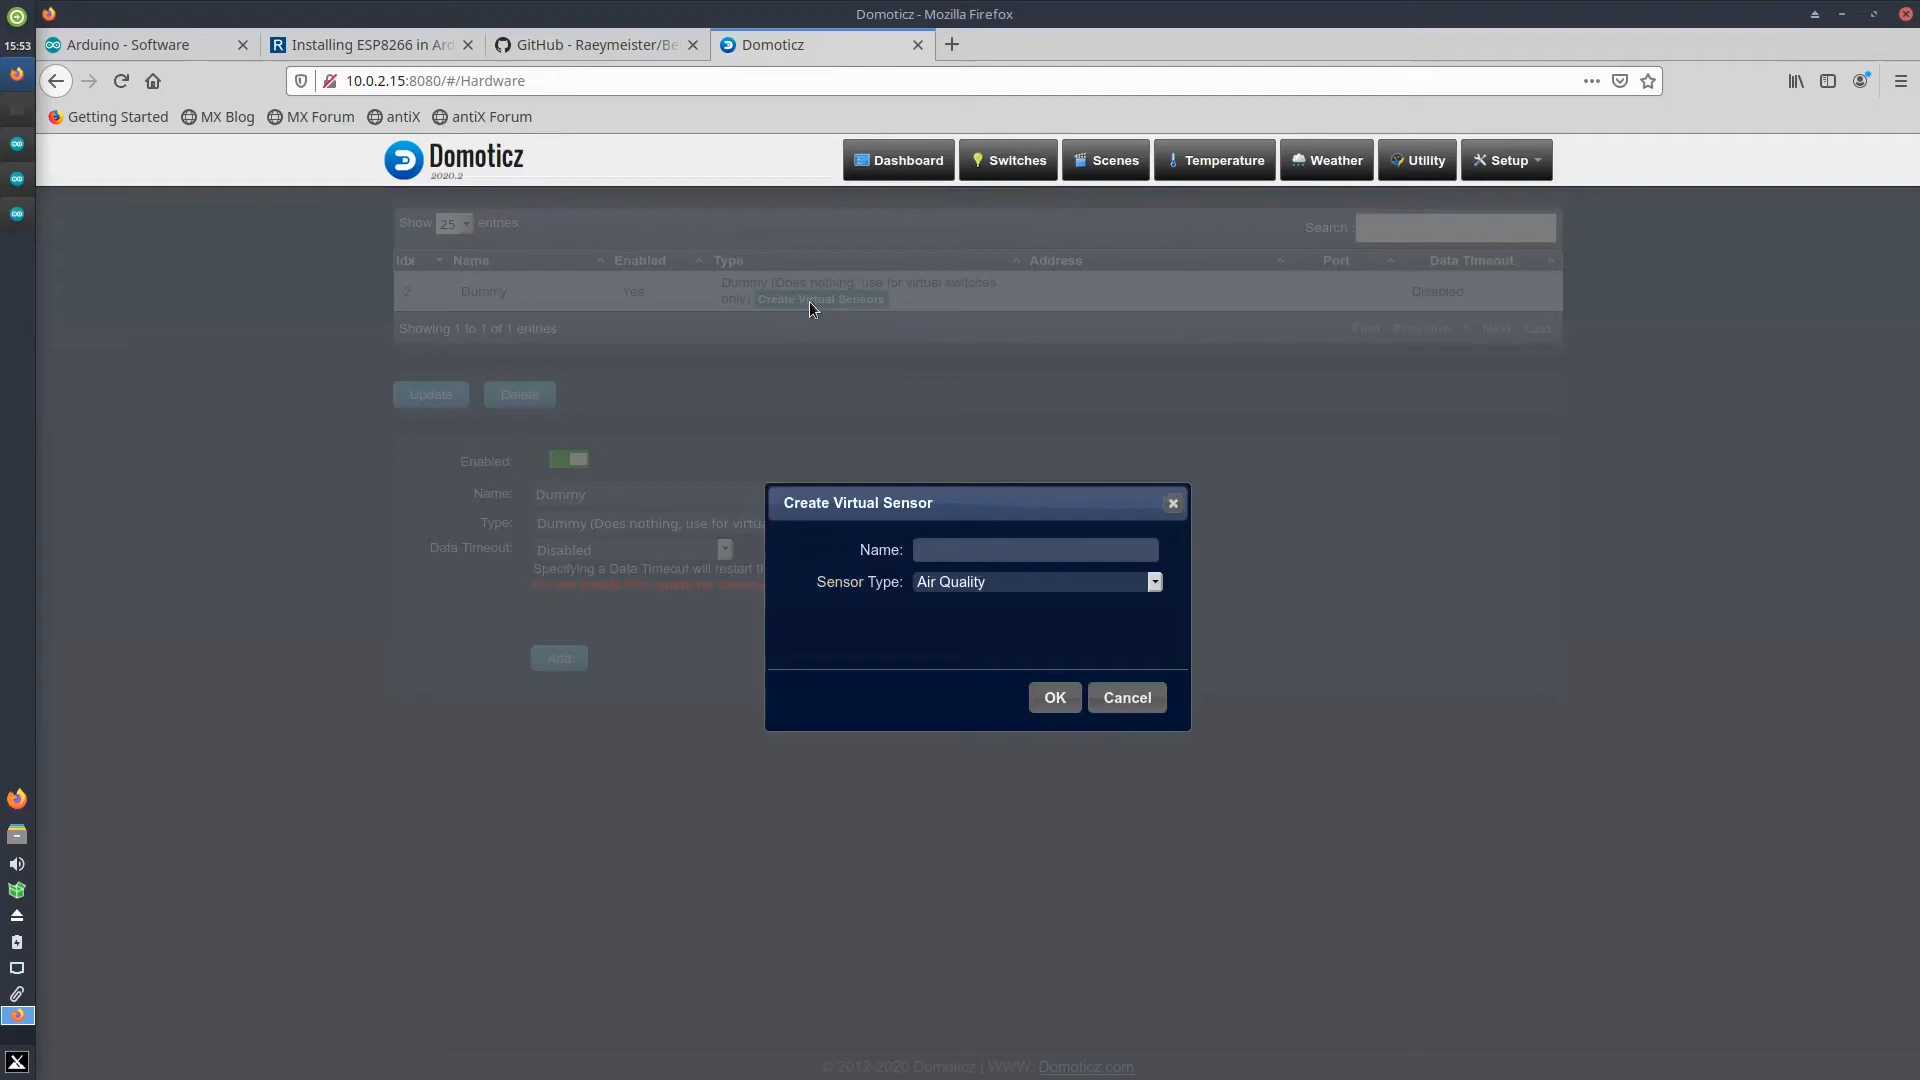 Domoticz - Mozilla Firefox
15:53
Arduino - Software
Installing ESP8266 in Ard
GitHub - Raeymeister/Be
Domoticz
10.0.2.15:8080/#/Hardware
Getting Started
MX Blog
MX Forum
antiX
antiX Forum
Domoticz
2020.2
Dashboard
Switches
Scenes
Temperature
Weather
Utility
Setup
Show 25 entries
Search :
Idx
Name
Enabled
Type
Address
Port
Data Timeout
2
Dummy
Yes
Dummy (Does nothing, use for virtual switches
only) Create Virtual Sensors
Disabled
Showing 1 to 1 of 1 entries
First Previous 1 Next Last
Update
Delete
Enabled:
Name: Dummy
Type: Dummy (Does nothing, use for virtua
Data Timeout: Disabled
Specifying a Data Timeout will restart th
Add
Create Virtual Sensor
Name:
Sensor Type: Air Quality
OK
Cancel
© 2012-2020 Domoticz | WWW: Domoticz.com